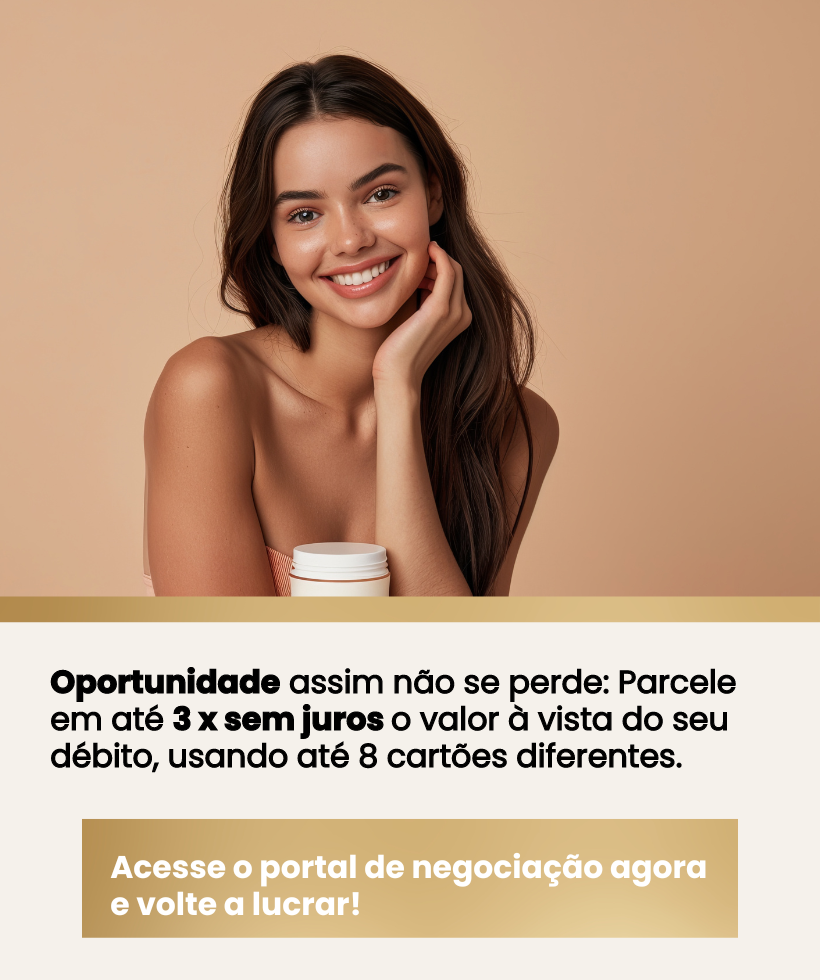 Oportunidade assim não se perde: Parcele
em até 3 x sem juros o valor à vista do seu
débito, usando até 8 cartões diferentes.
Acesse o portal de negociação agora
e volte a lucrar!